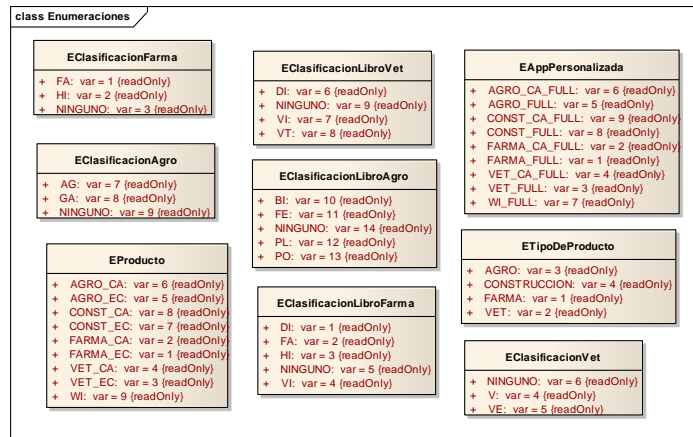 class Enumeraciones
EClasificacionFarma
+ FA: var = 1 {readOnly}
+ HI: var = 2 {readOnly}
+ NINGUNO: var = 3 {readOnly}
EClasificacionAgro
+ AG: var = 7 {readOnly}
+ GA: var = 8 {readOnly}
+ NINGUNO: var = 9 {readOnly}
EProducto
+ AGRO_CA: var = 6 {readOnly}
+ AGRO_EC: var = 5 {readOnly}
+ CONST_CA: var = 8 {readOnly}
+ CONST_EC: var = 7 {readOnly}
+ FARMA_CA: var = 2 {readOnly}
+ FARMA_EC: var = 1 {readOnly}
+ VET_CA: var = 4 {readOnly}
+ VET_EC: var = 3 {readOnly}
+ WI: var = 9 {readOnly}
EClasificacionLibroVet
+ DI: var = 6 {readOnly}
+ NINGUNO: var = 9 {readOnly}
+ VI: var = 7 {readOnly}
+ VT: var = 8 {readOnly}
EClasificacionLibroAgro
+ BI: var = 10 {readOnly}
+ FE: var = 11 {readOnly}
+ NINGUNO: var = 14 {readOnly}
+ PL: var = 12 {readOnly}
+ PO: var = 13 {readOnly}
EClasificacionLibroFarma
+ DI: var = 1 {readOnly}
+ FA: var = 2 {readOnly}
+ HI: var = 3 {readOnly}
+ NINGUNO: var = 5 {readOnly}
+ VI: var = 4 {readOnly}
EAppPersonalizada
+ AGRO_CA_FULL: var = 6 {readOnly}
+ AGRO_FULL: var = 5 {readOnly}
+ CONST_CA_FULL: var = 9 {readOnly}
+ CONST_FULL: var = 8 {readOnly}
+ FARMA_CA_FULL: var = 2 {readOnly}
+ FARMA_FULL: var = 1 {readOnly}
+ VET_CA_FULL: var = 4 {readOnly}
+ VET_FULL: var = 3 {readOnly}
+ WI_FULL: var = 7 {readOnly}
ETipoDeProducto
+ AGRO: var = 3 {readOnly}
+ CONSTRUCCION: var = 4 {readOnly}
+ FARMA: var = 1 {readOnly}
+ VET: var = 2 {readOnly}
EClasificacionVet
+ NINGUNO: var = 6 {readOnly}
+ V: var = 4 {readOnly}
+ VE: var = 5 {readOnly}